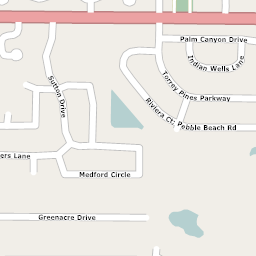 Palm Canyon Drive
Indian Wells Lane
Torrey Pines Parkway
Sutton Drive
Riviera Ct
Pebble Beach Rd
ers Lane
Medford Circle
Greenacre Drive